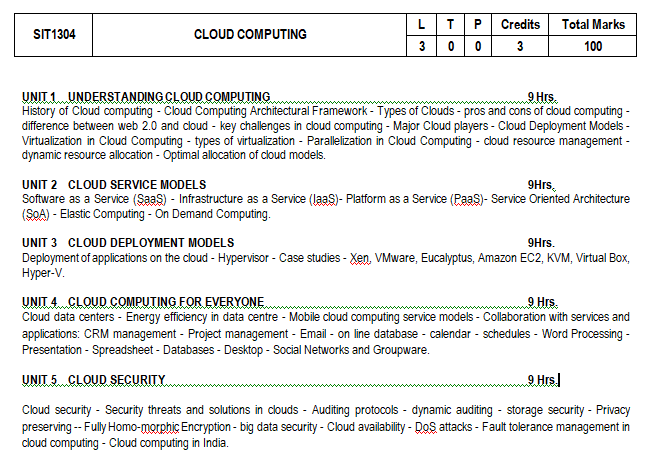 SIT1304 CLOUD COMPUTING L T P Credits Total Marks
3 0 0 3 100
UNIT 1 UNDERSTANDING CLOUD COMPUTING 9 Hrs.
History of Cloud computing - Cloud Computing Architectural Framework - Types of Clouds - pros and cons of cloud computing -
difference between web 2.0 and cloud - key challenges in cloud computing - Major Cloud players - Cloud Deployment Models -
Virtualization in Cloud Computing - types of virtualization - Parallelization in Cloud Computing - cloud resource management -
dynamic resource allocation - Optimal allocation of cloud models.
UNIT 2 CLOUD SERVICE MODELS 9Hrs.
Software as a Service (SaaS) - Infrastructure as a Service (IaaS)- Platform as a Service (PaaS)- Service Oriented Architecture
(SoA) - Elastic Computing - On Demand Computing.
UNIT 3 CLOUD DEPLOYMENT MODELS 9Hrs.
Deployment of applications on the cloud - Hypervisor - Case studies - Xen, VMware, Eucalyptus, Amazon EC2, KVM, Virtual Box,
Hyper-V.
UNIT 4 CLOUD COMPUTING FOR EVERYONE 9 Hrs.
Cloud data centers - Energy efficiency in data centre - Mobile cloud computing service models - Collaboration with services and
applications: CRM management - Project management - Email - on line database - calendar - schedules - Word Processing -
Presentation - Spreadsheet - Databases - Desktop - Social Networks and Groupware.
UNIT 5 CLOUD SECURITY 9 Hrs.
Cloud security - Security threats and solutions in clouds - Auditing protocols - dynamic auditing - storage security - Privacy
preserving -- Fully Homo-morphic Encryption - big data security - Cloud availability - DoS attacks - Fault tolerance management in
cloud computing - Cloud computing in India.